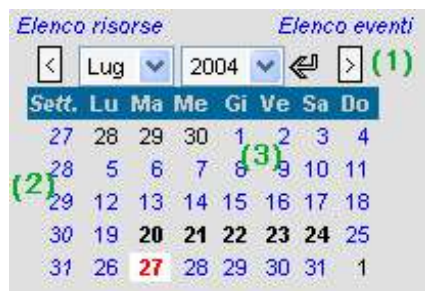 Elenco risorse Elenco eventi
< Lug 2004 > (1)
Sett. Lu Ma Me Gi Ve Sa Do
27 28 29 30 1 2 3 4
(3)
28 5 6 7 8 9 10 11
(2)
29 12 13 14 15 16 17 18
30 19 20 21 22 23 24 25
31 26 27 28 29 30 31 1